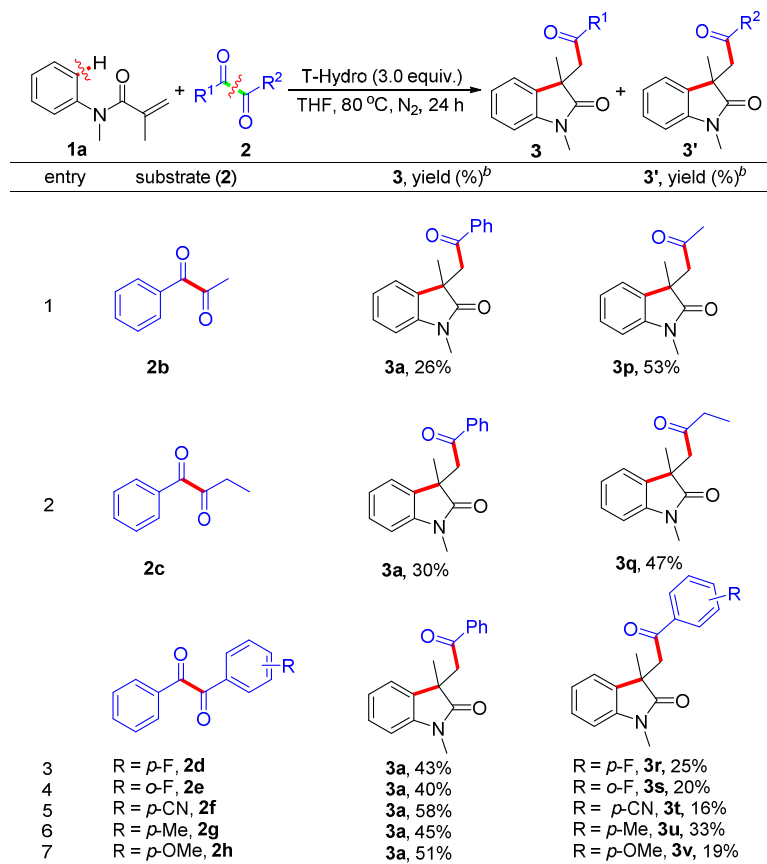 H
O
N
1a
+
O
R1
R2
O
2
T-Hydro (3.0 equiv.)
THF, 80 oC, N2, 24 h
O
R1
O
N
3
+
O
R2
O
N
3'
entry substrate (2) 3, yield (%)b 3', yield (%)b
1
O
O
2b
O
Ph
O
N
3a, 26%
O
O
N
3p, 53%
2
O
O
2c
O
Ph
O
N
3a, 30%
O
O
N
3q, 47%
O
O
R
O
Ph
O
N
O
R
O
N
3 R = p-F, 2d 3a, 43% R = p-F, 3r, 25%
4 R = o-F, 2e 3a, 40% R = o-F, 3s, 20%
5 R = p-CN, 2f 3a, 58% R = p-CN, 3t, 16%
6 R = p-Me, 2g 3a, 45% R = p-Me, 3u, 33%
7 R = p-OMe, 2h 3a, 51% R = p-OMe, 3v, 19%